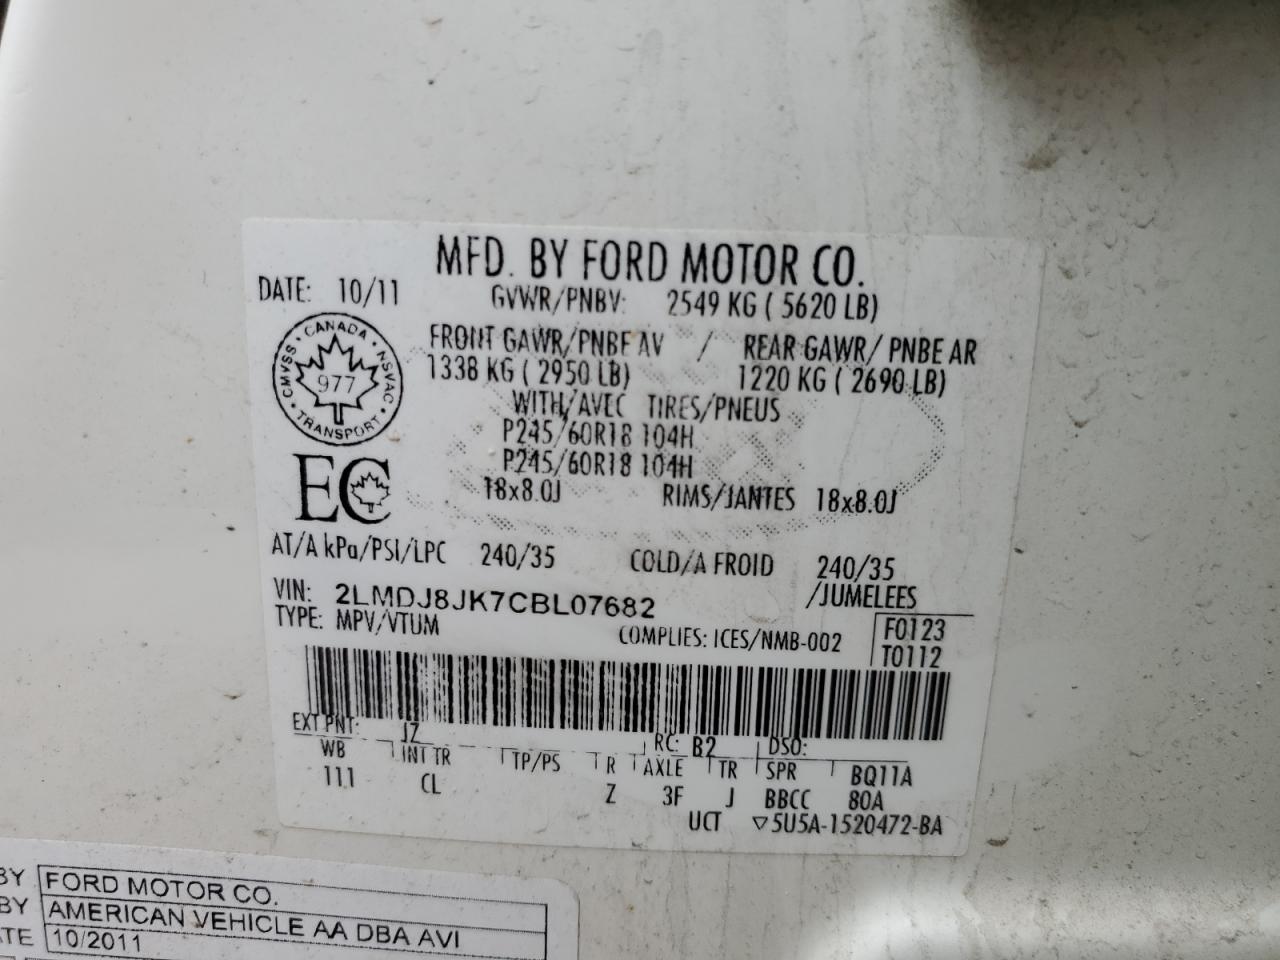 MFD. BY FORD MOTOR CO.
DATE: 10/11
GVWR/PNBV: 2549 KG ( 5620 LB)
CANADA
CMVSS NSVAC
977
TRANSPORT
FRONT GAWR/PNBE AV / REAR GAWR/ PNBE AR
1338 KG ( 2950 LB) 1220 KG ( 2690 LB)
WITH/AVEC TIRES/PNEUS
P245/60R18 104H
P245/60R18 104H
EC
18x8.0J RIMS/JANTES 18x8.0J
AT/A kPa/PSI/LPC 240/35 COLD/A FROID 240/35
VIN: 2LMDJ8JK7CBL07682 /JUMELEES
TYPE: MPV/VTUM COMPLIES: ICES/NMB-002 F0123
T0112
EXT PNT: JZ RC: B2 DSO:
WB INT TR TP/PS R AXLE TR SPR BQ11A
111 CL Z 3F J BBCC 80A
UCT ▽5U5A-1520472-BA
BY FORD MOTOR CO.
BY AMERICAN VEHICLE AA DBA AVI
ATE 10/2011